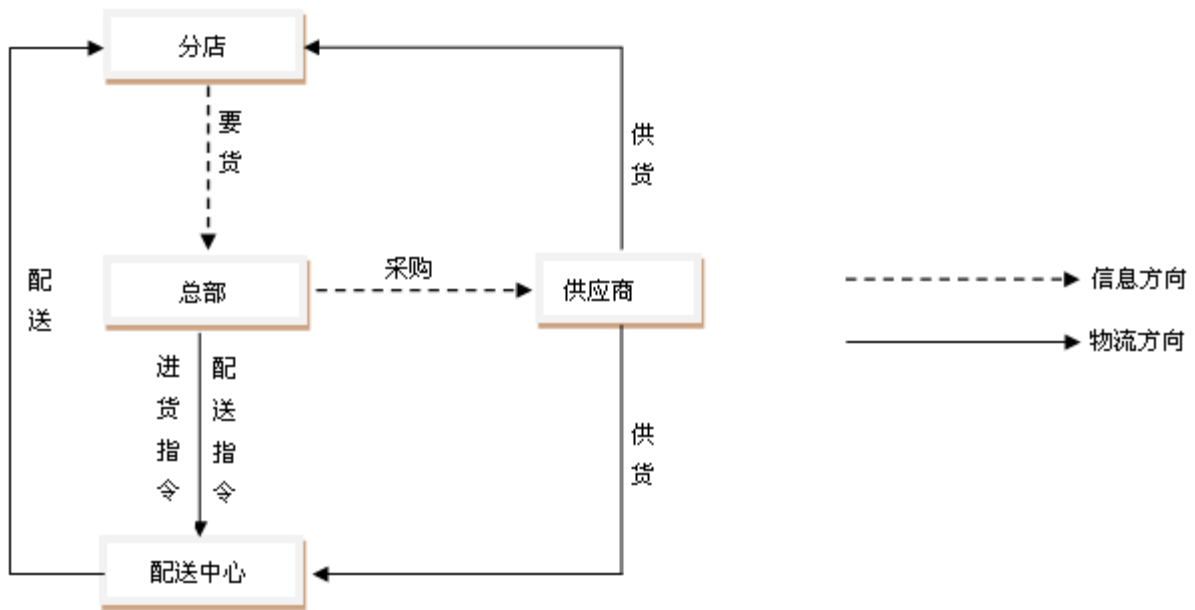 分店
要货
供货
配送
总部
采购
供应商
信息方向
物流方向
进货指令
配送指令
供货
配送中心